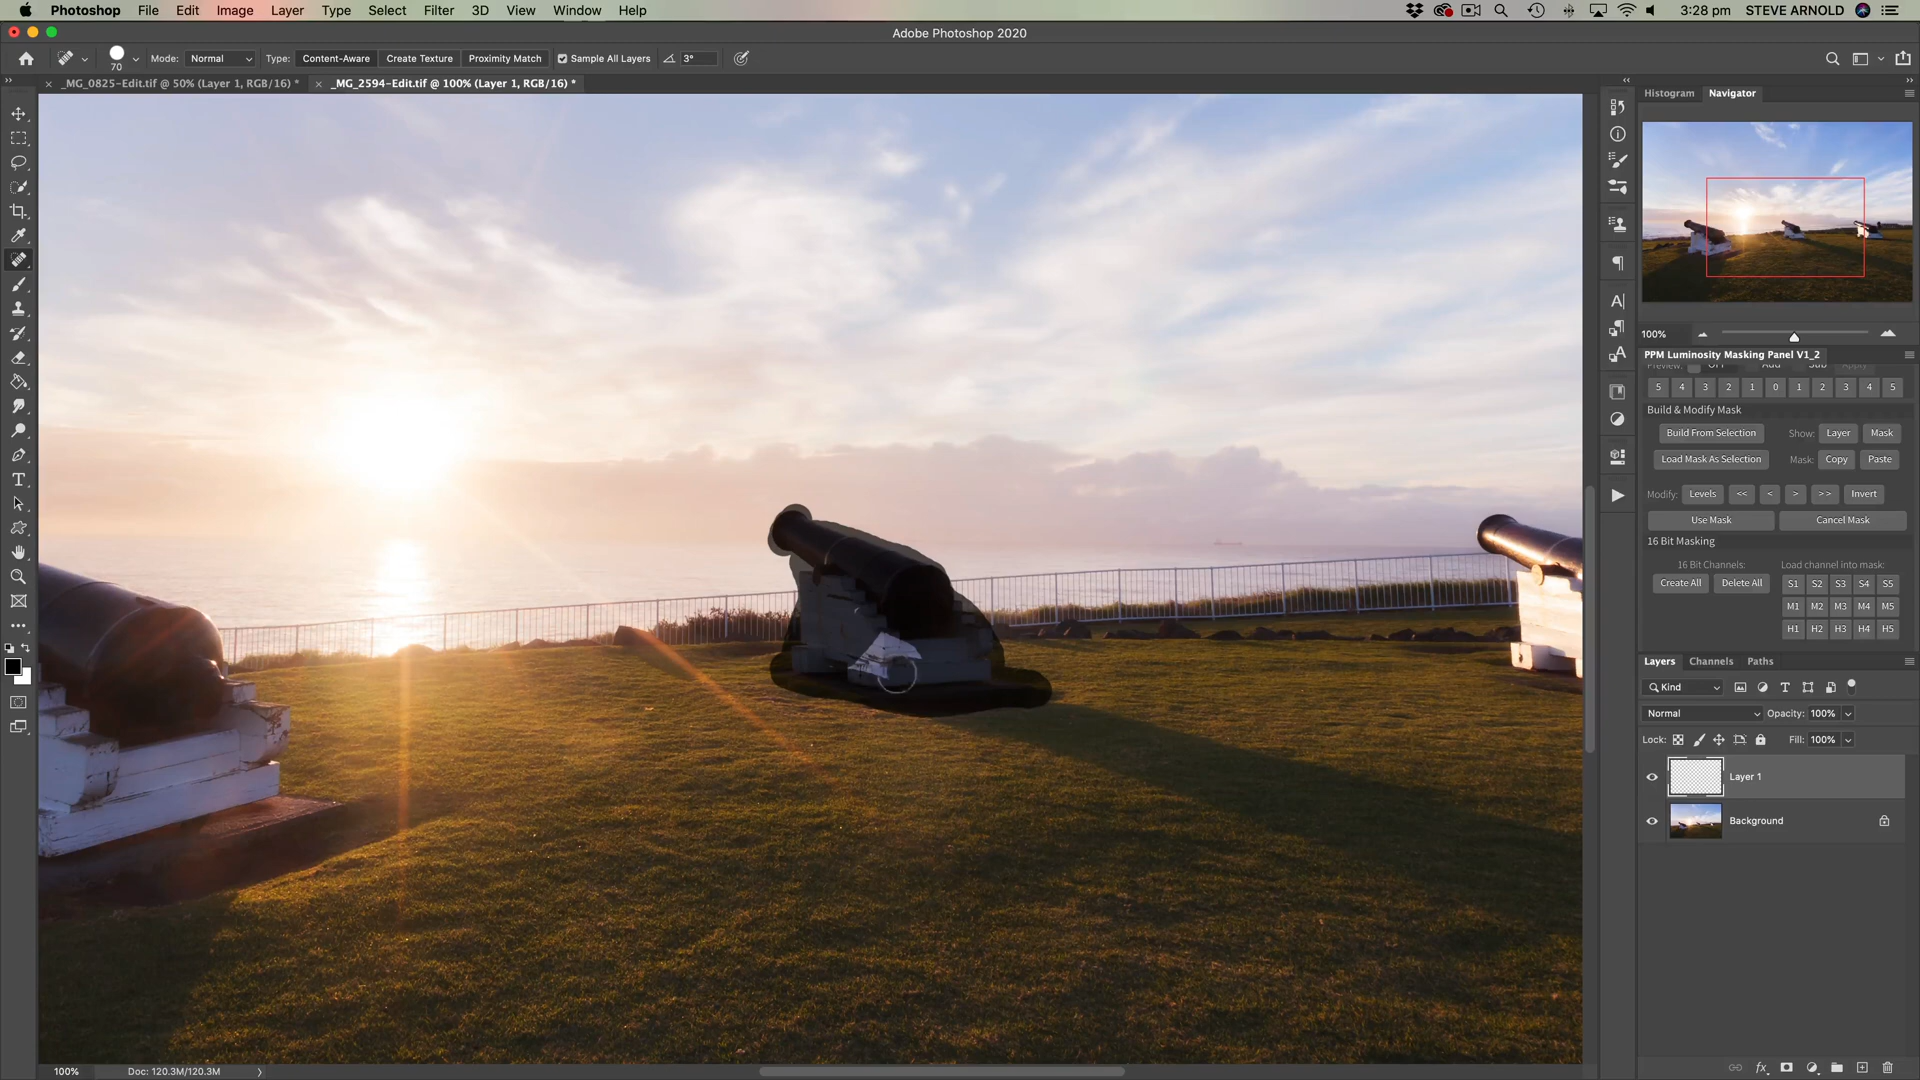 Photoshop File Edit Image Layer Type Select Filter 3D View Window Help 3:28 pm STEVE ARNOLD
Adobe Photoshop 2020
70 Mode: Normal Type: Content-Aware Create Texture Proximity Match Sample All Layers 3°
_MG_0825-Edit.tif @ 50% (Layer 1, RGB/16) * _MG_2594-Edit.tif @ 100% (Layer 1, RGB/16) *
Histogram Navigator
100%
PPM Luminosity Masking Panel V1_2
Preview: OFF Add Sub Apply
5 4 3 2 1 0 1 2 3 4 5
Build & Modify Mask
Build From Selection Show: Layer Mask
Load Mask As Selection Mask: Copy Paste
Modify: Levels << < > >> Invert
Use Mask Cancel Mask
16 Bit Masking
16 Bit Channels: Load channel into mask:
Create All Delete All S1 S2 S3 S4 S5
M1 M2 M3 M4 M5
H1 H2 H3 H4 H5
Layers Channels Paths
Kind
Normal Opacity: 100%
Lock: Fill: 100%
Layer 1
Background
fx
100% Doc: 120.3M/120.3M